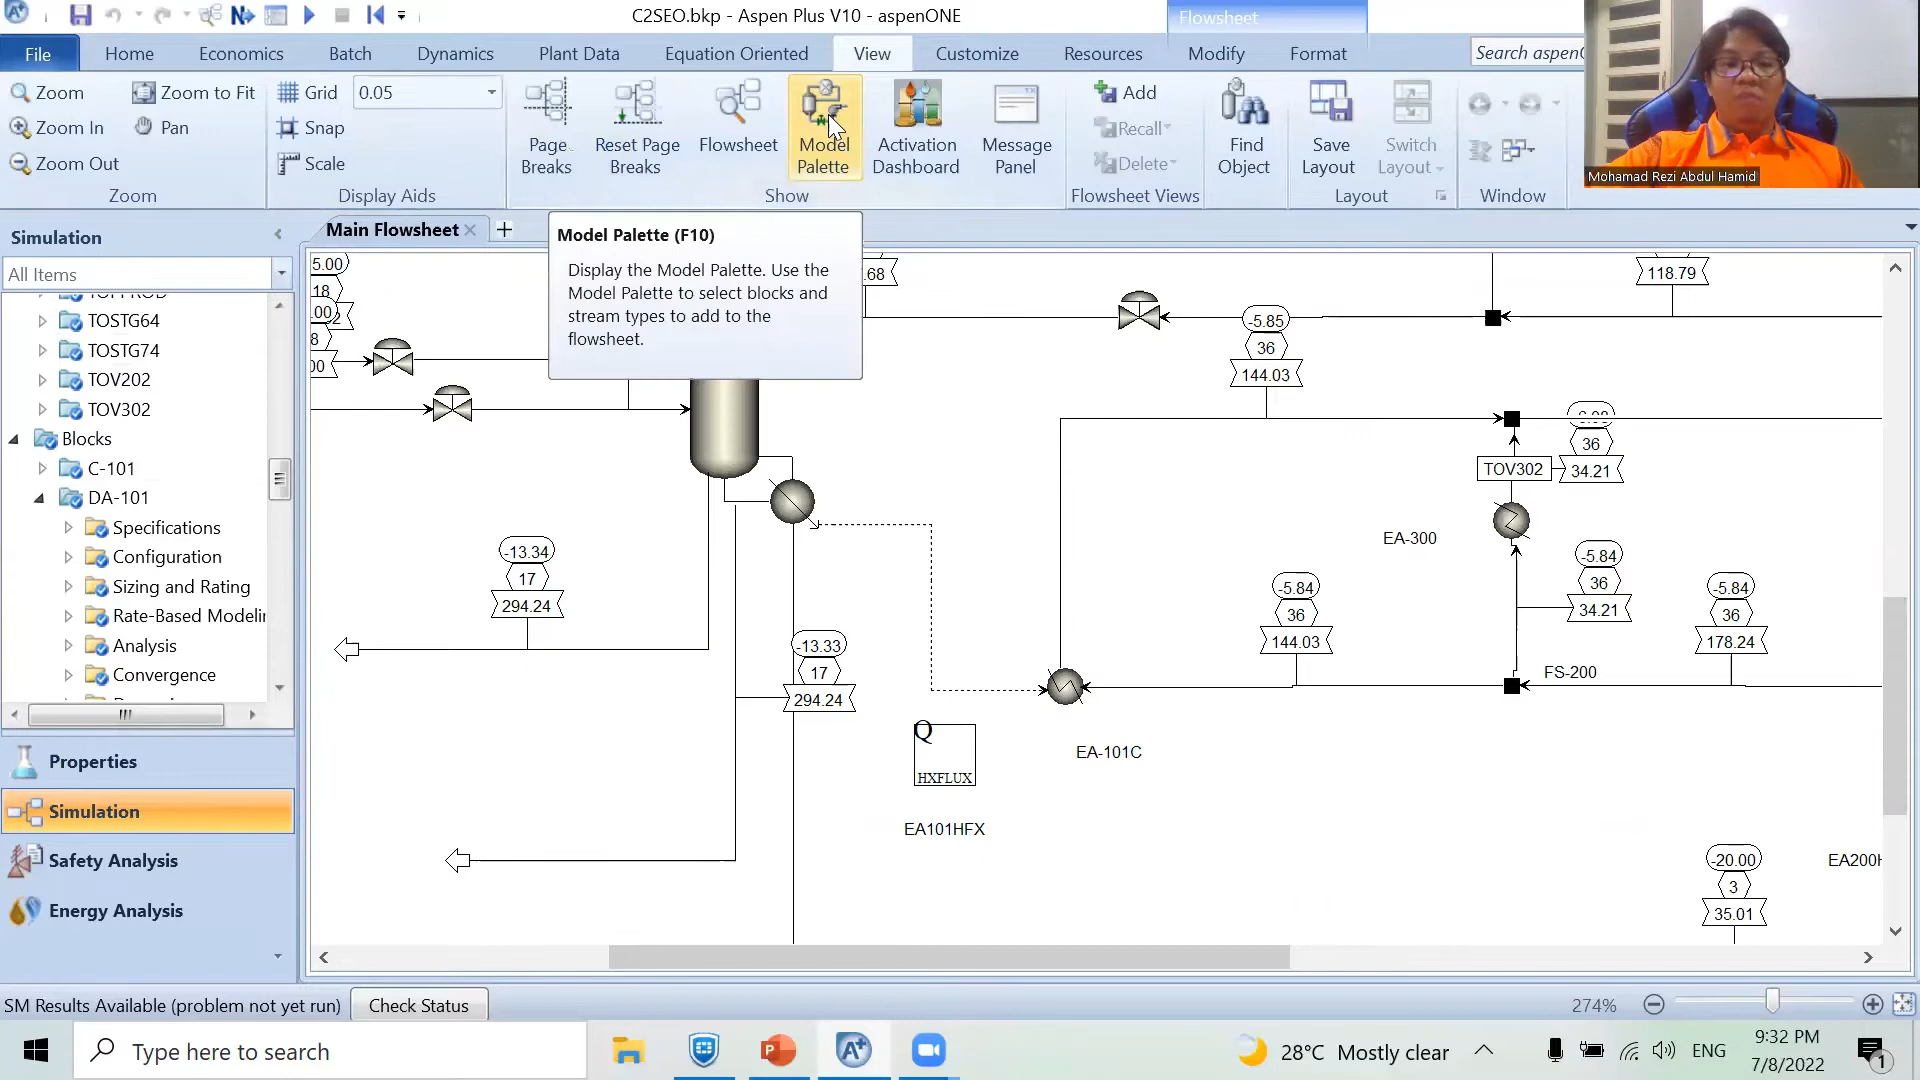 C2SEO.bkp - Aspen Plus V10 - aspenONE
Flowsheet
File Home Economics Batch Dynamics Plant Data Equation Oriented View Customize Resources Modify Format
Search aspen
Zoom
Zoom to Fit
Zoom In
Pan
Zoom Out
Zoom
Grid
0.05
Snap
Scale
Display Aids
Page
Breaks
Reset Page
Breaks
Flowsheet
Model
Palette
Activation
Dashboard
Message
Panel
Show
Add
Recall
Delete
Flowsheet Views
Find
Object
Save
Layout
Switch
Layout
Layout
Window
Mohamad Rezi Abdul Hamid
Simulation
All Items
TOSTG64
TOSTG74
TOV202
TOV302
Blocks
C-101
DA-101
Specifications
Configuration
Sizing and Rating
Rate-Based Modelin
Analysis
Convergence
Properties
Simulation
Safety Analysis
Energy Analysis
Main Flowsheet
Model Palette (F10)
Display the Model Palette. Use the
Model Palette to select blocks and
stream types to add to the
flowsheet.
5.00
18
.68
118.79
-5.85
36
144.03
36
34.21
TOV302
EA-300
-13.34
17
294.24
-13.33
17
294.24
-5.84
36
144.03
-5.84
36
34.21
-5.84
36
178.24
FS-200
Q
HXFLUX
EA101HFX
EA-101C
-20.00
3
35.01
EA200H
SM Results Available (problem not yet run)
Check Status
274%
Type here to search
28°C Mostly clear
ENG
9:32 PM
7/8/2022
1